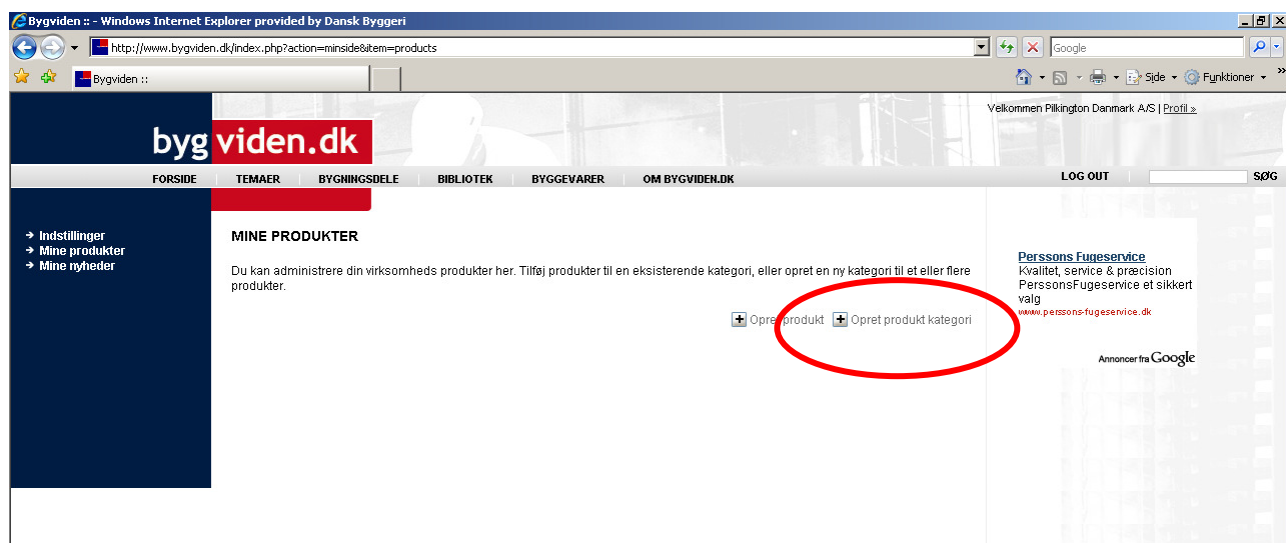 Bygviden :: - Windows Internet Explorer provided by Dansk Byggeri
http://www.bygviden.dk/index.php?action=minside&item=products
Google
Bygviden ::
Side
Funktioner
»
Velkommen Pilkington Danmark A/S | Profil »
bygviden.dk
FORSIDE TEMAER BYGNINGSDELE BIBLIOTEK BYGGEVARER OM BYGVIDEN.DK LOG OUT SØG
Indstillinger
Mine produkter
Mine nyheder
MINE PRODUKTER
Du kan administrere din virksomheds produkter her. Tilføj produkter til en eksisterende kategori, eller opret en ny kategori til et eller flere
produkter.
Opret produkt Opret produkt kategori
Perssons Fugeservice
Kvalitet, service & præcision
PerssonsFugeservice et sikkert
valg
www.perssons-fugeservice.dk
Annoncer fra Google